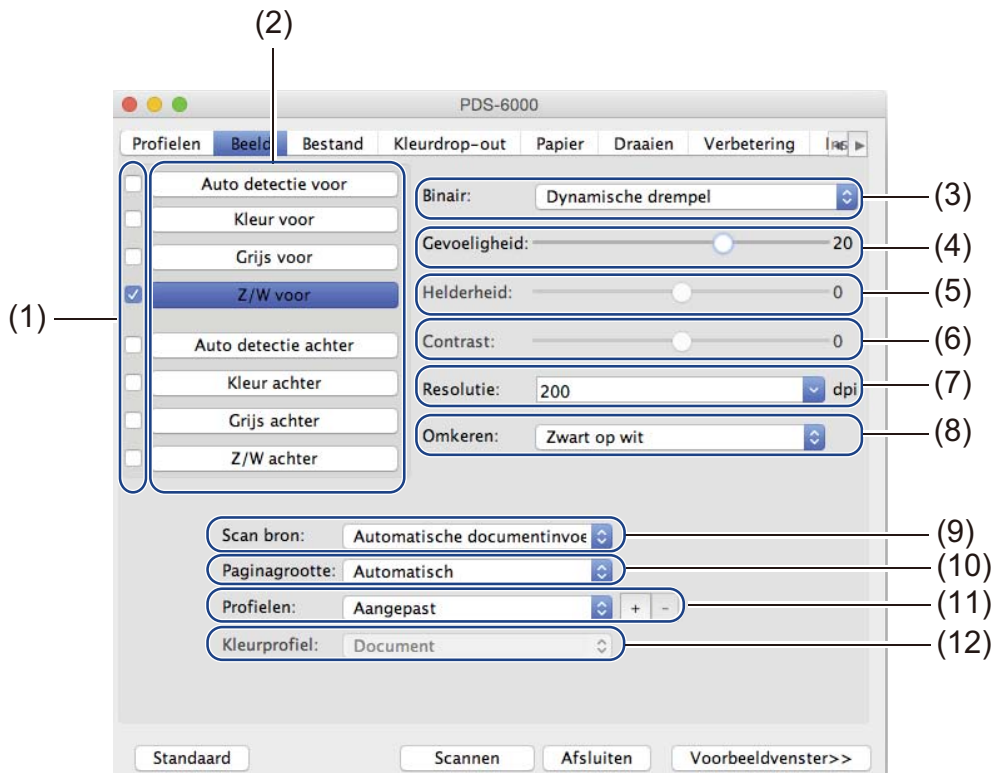 (2)
PDS-6000
Profielen Beeld Bestand Kleurdrop-out Papier Draaien Verbetering
Auto detectie voor
Kleur voor
Grijs voor
Z/W voor
Auto detectie achter
Kleur achter
Grijs achter
Z/W achter
(1)
Binair: Dynamische drempel (3)
Gevoeligheid: 20 (4)
Helderheid: 0 (5)
Contrast: 0 (6)
Resolutie: 200 dpi (7)
Omkeren: Zwart op wit (8)
Scan bron: Automatische documentinvoe (9)
Paginagrootte: Automatisch (10)
Profielen: Aangepast + - (11)
Kleurprofiel: Document (12)
Standaard Scannen Afsluiten Voorbeeldvenster>>